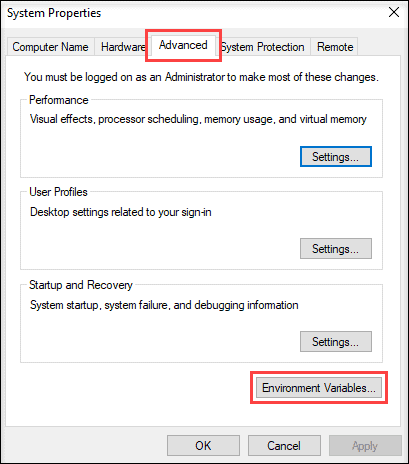 System Properties
Computer Name Hardware Advanced System Protection Remote
You must be logged on as an Administrator to make most of these changes.
Performance
Visual effects, processor scheduling, memory usage, and virtual memory
Settings...
User Profiles
Desktop settings related to your sign-in
Settings...
Startup and Recovery
System startup, system failure, and debugging information
Settings...
Environment Variables...
OK Cancel Apply